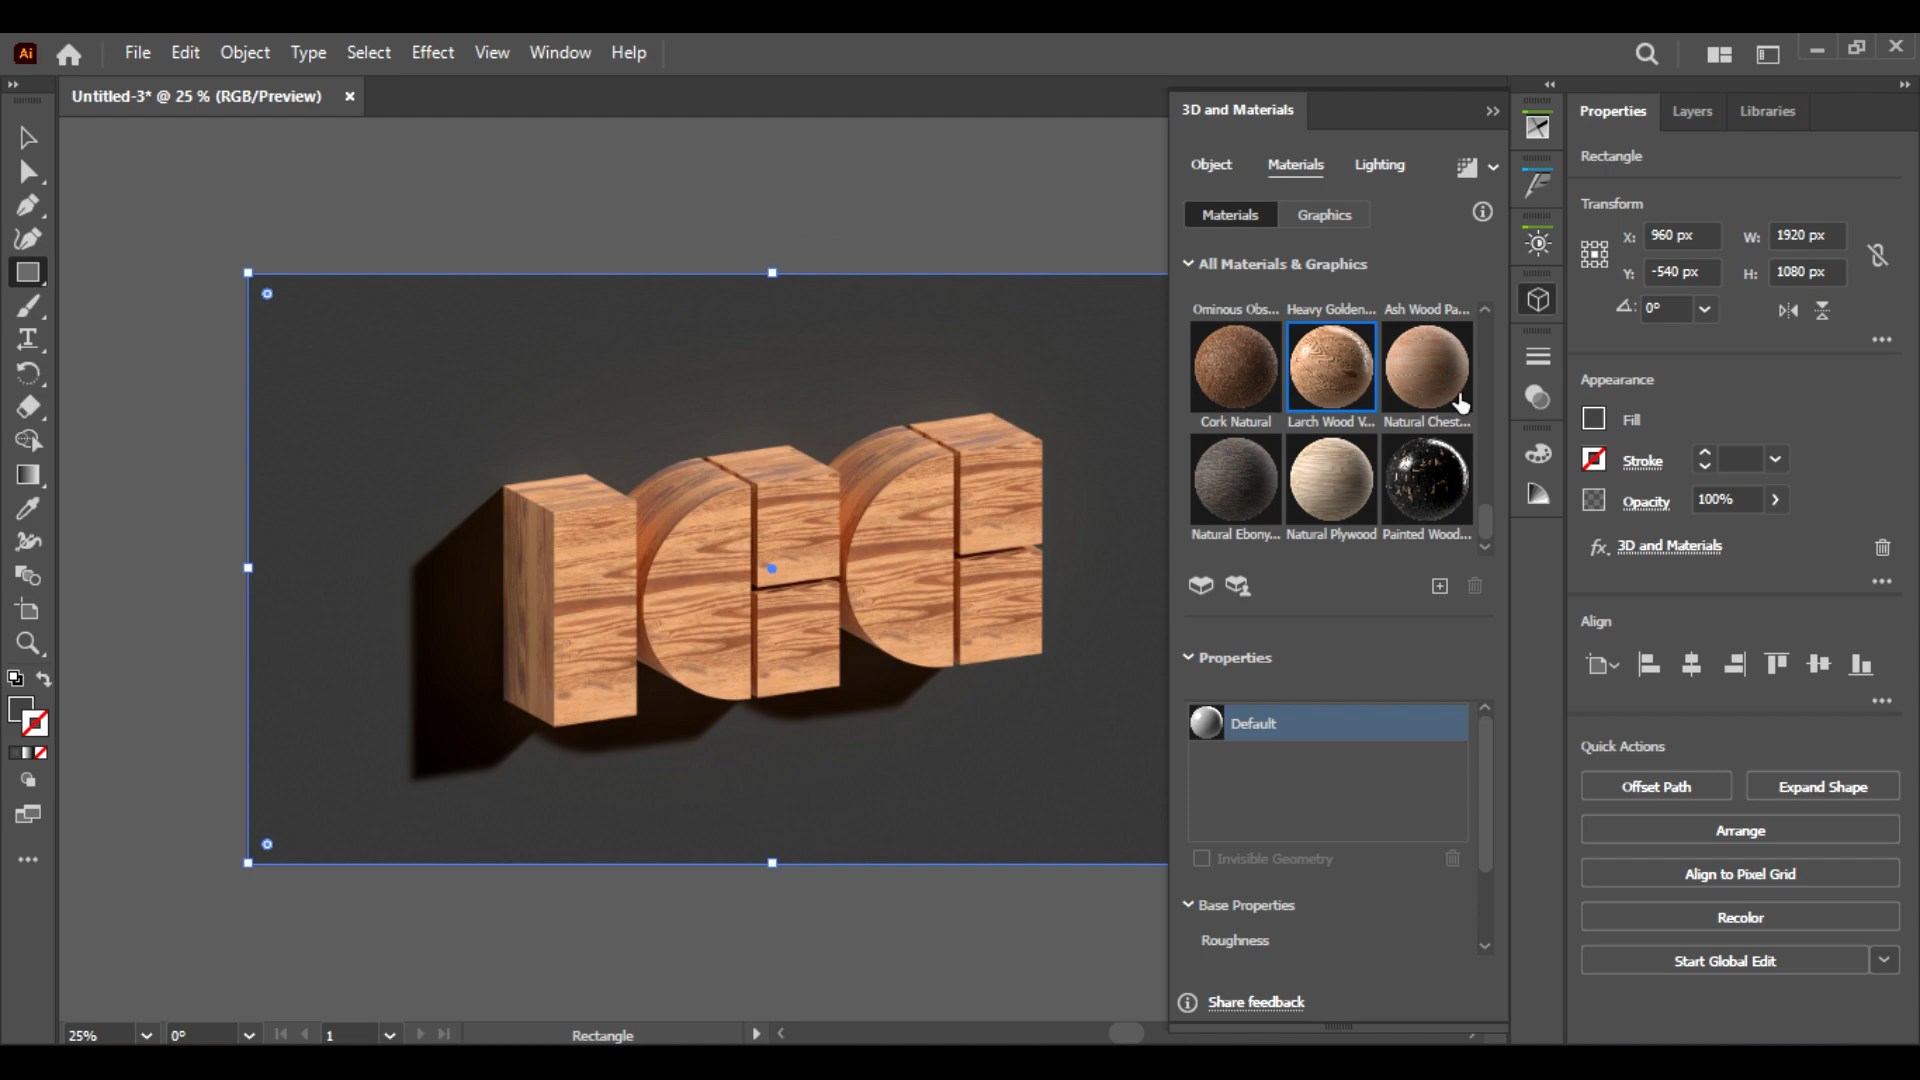 Ai
File Edit Object Type Select Effect View Window Help
Untitled-3* @ 25 % (RGB/Preview) ×
3D and Materials
Object Materials Lighting
Materials Graphics
All Materials & Graphics
Ominous Obs... Heavy Golden... Ash Wood Pa...
Cork Natural Larch Wood V... Natural Chest...
Natural Ebony... Natural Plywood Painted Wood...
Properties
Default
Invisible Geometry
Base Properties
Roughness
Share feedback
Properties Layers Libraries
Rectangle
Transform
X: 960 px W: 1920 px
Y: -540 px H: 1080 px
0°
Appearance
Fill
Stroke
Opacity 100%
fx. 3D and Materials
Align
Quick Actions
Offset Path Expand Shape
Arrange
Align to Pixel Grid
Recolor
Start Global Edit
25% 0° 1 Rectangle